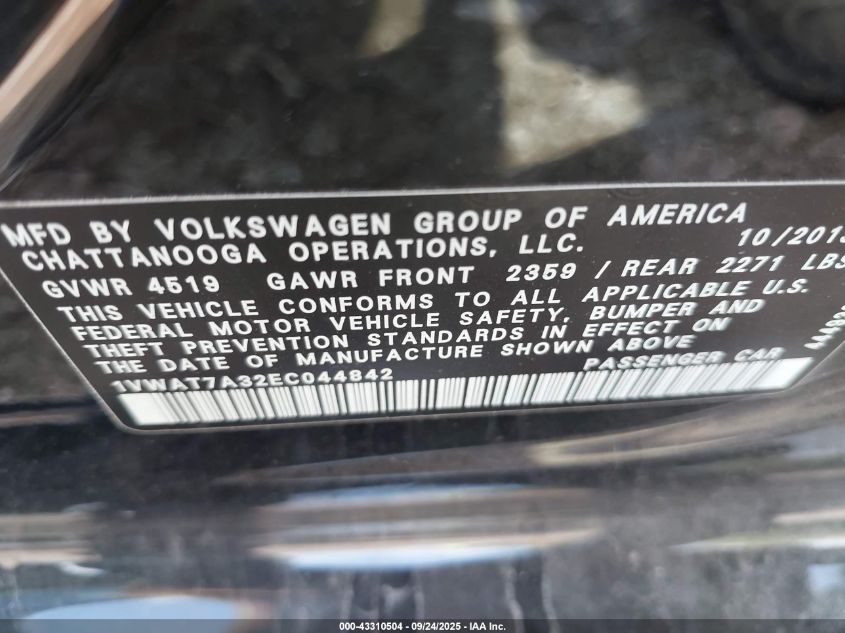 MFD BY VOLKSWAGEN GROUP OF AMERICA
CHATTANOOGA OPERATIONS, LLC. 10/2013
GVWR 4519 GAWR FRONT 2359 / REAR 2271 LBS
THIS VEHICLE CONFORMS TO ALL APPLICABLE U.S.
FEDERAL MOTOR VEHICLE SAFETY, BUMPER AND
THEFT PREVENTION STANDARDS IN EFFECT ON
THE DATE OF MANUFACTURE SHOWN ABOVE
1VWAT7A32EC044842 PASSENGER CAR
000-43310504 - 09/24/2025 - IAA Inc.